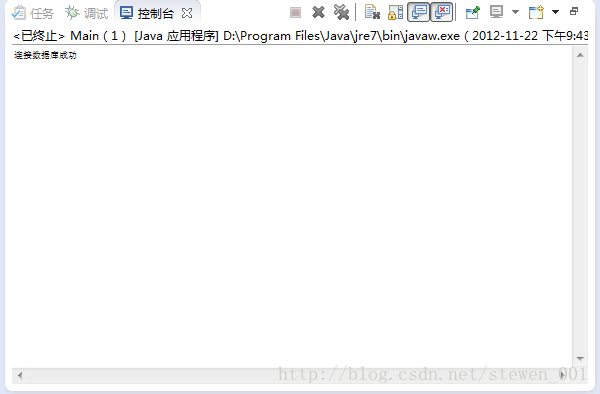 任务 调试 控制台
<已终止> Main ( 1 ) [Java 应用程序] D:\Program Files\Java\jre7\bin\javaw.exe ( 2012-11-22 下午9:43
连接数据库成功
http://blog.csdn.net/stewen_001